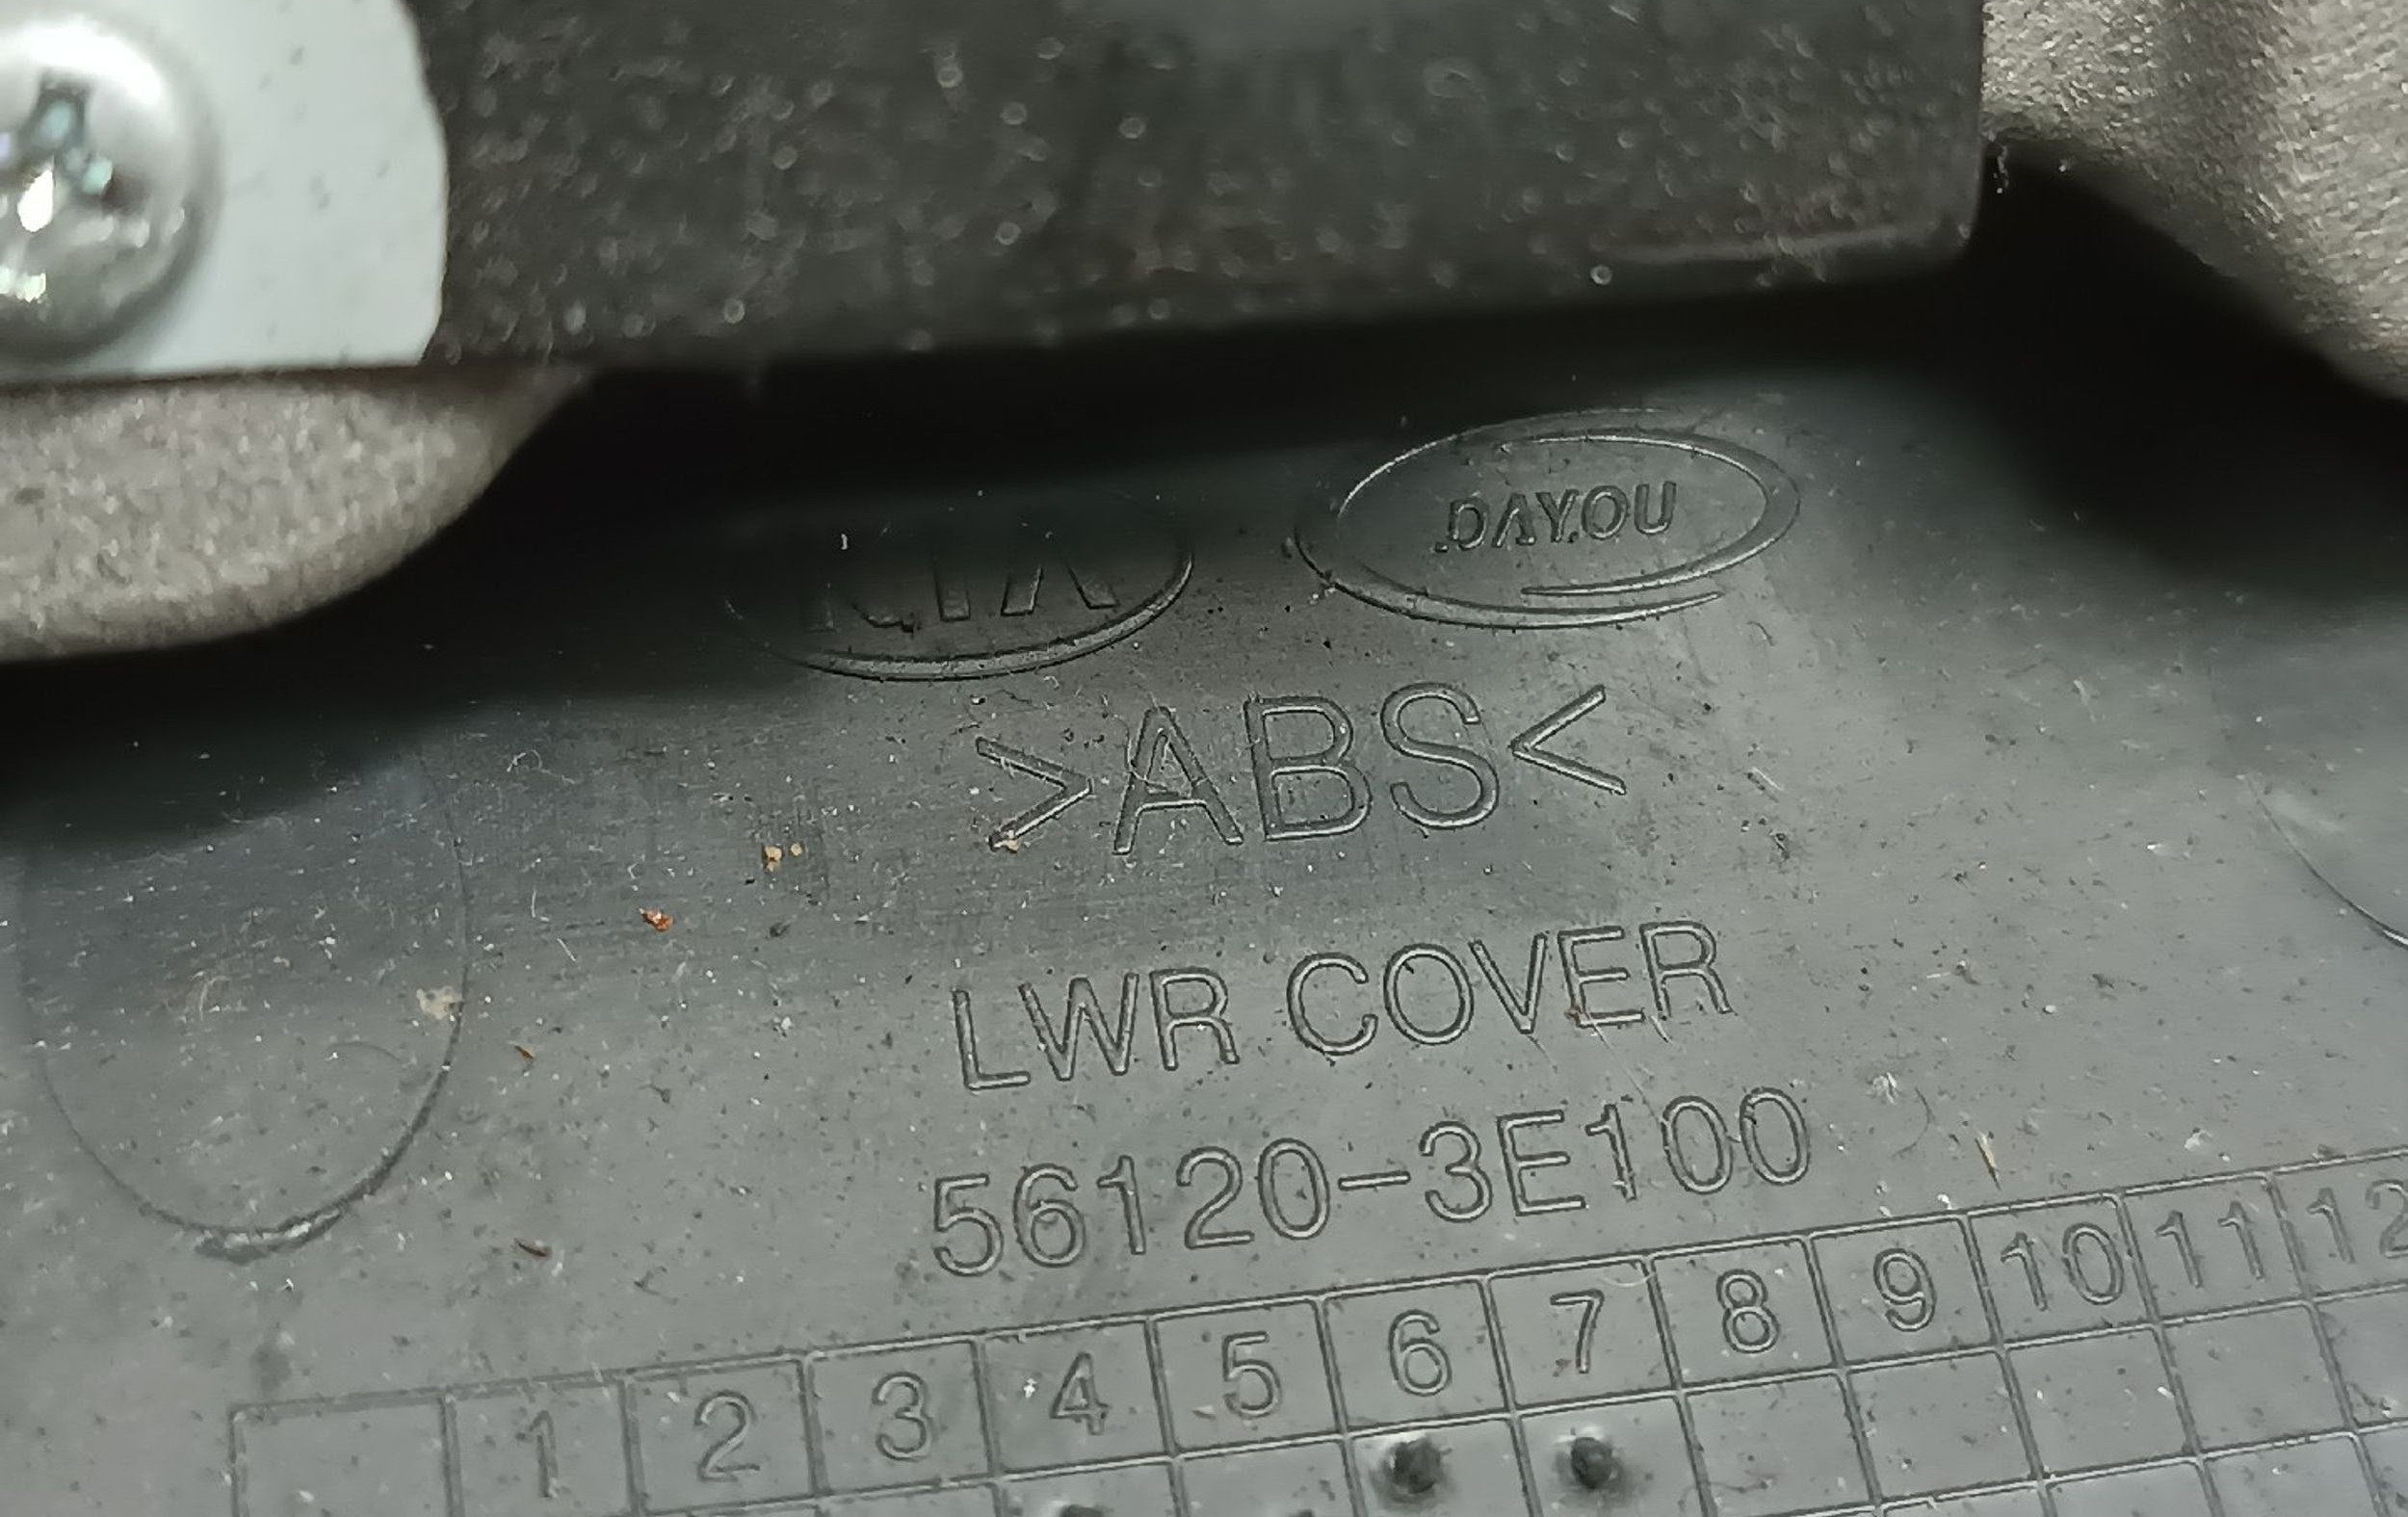 KIA DAYOU
>ABS<
LWR COVER
56120-3E100
1 2 3 4 5 6 7 8 9 10 11 12